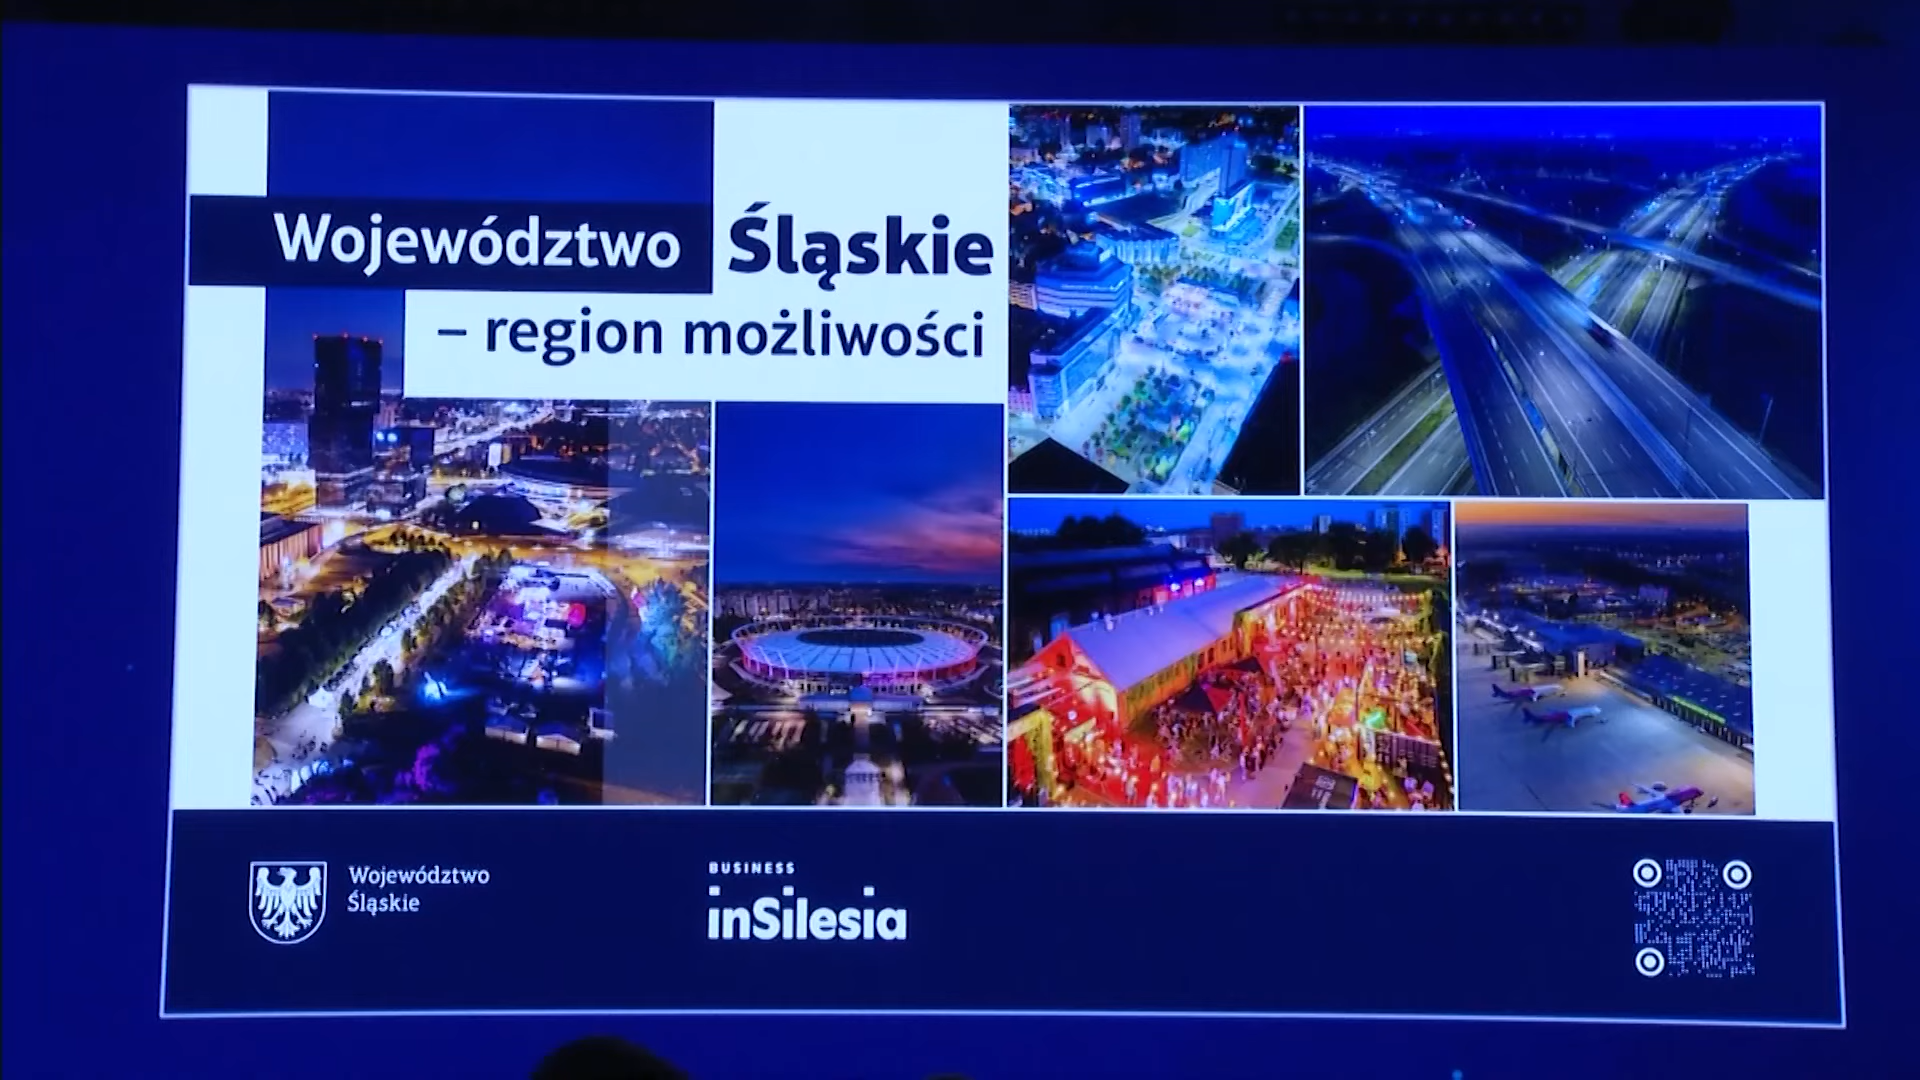 Województwo Śląskie
– region możliwości
Województwo
Śląskie
BUSINESS
inSilesia